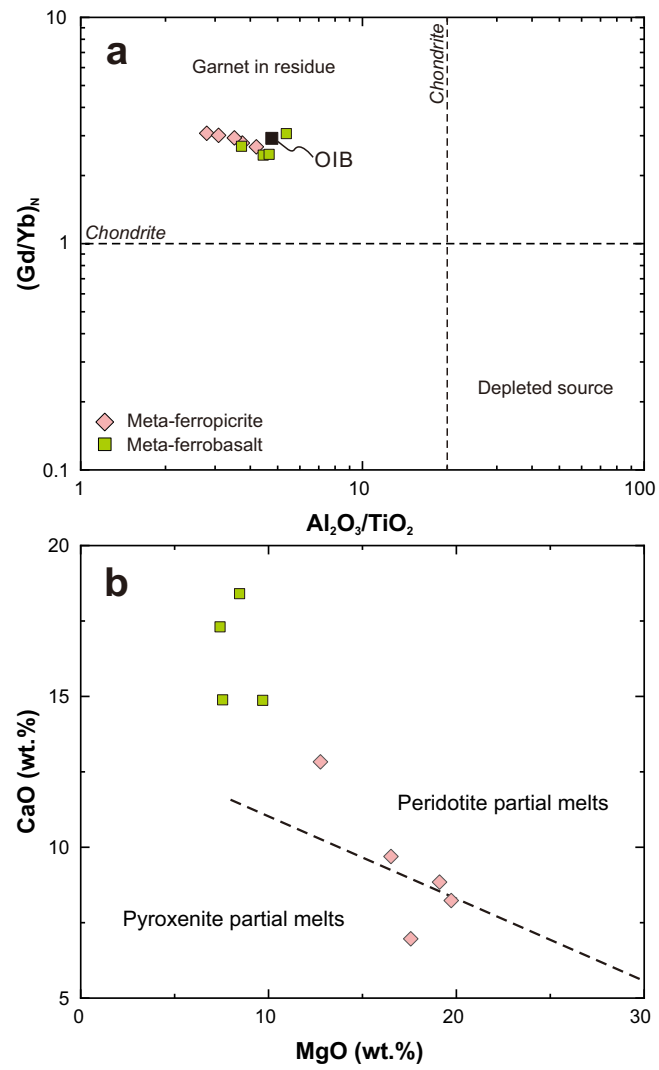 10
a
Garnet in residue
Chondrite
OIB
(Gd/Yb)N
1
Chondrite
Depleted source
Meta-ferropicrite
Meta-ferrobasalt
0.1
1
10
100
Al₂O₃/TiO₂
20
b
15
CaO (wt.%)
10
Peridotite partial melts
Pyroxenite partial melts
5
0
10
20
30
MgO (wt.%)